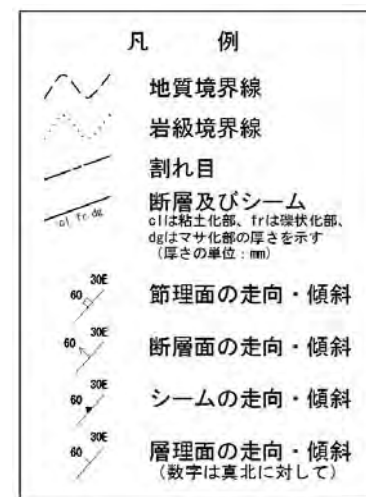 凡 例
地質境界線
岩級境界線
割れ目
断層及びシーム
cl fr dg
clは粘土化部、frは礫状化部、
dgはマサ化部の厚さを示す
(厚さの単位:mm)
30E
60
節理面の走向・傾斜
30E
60
断層面の走向・傾斜
30E
60
シームの走向・傾斜
30E
60
層理面の走向・傾斜
(数字は真北に対して)